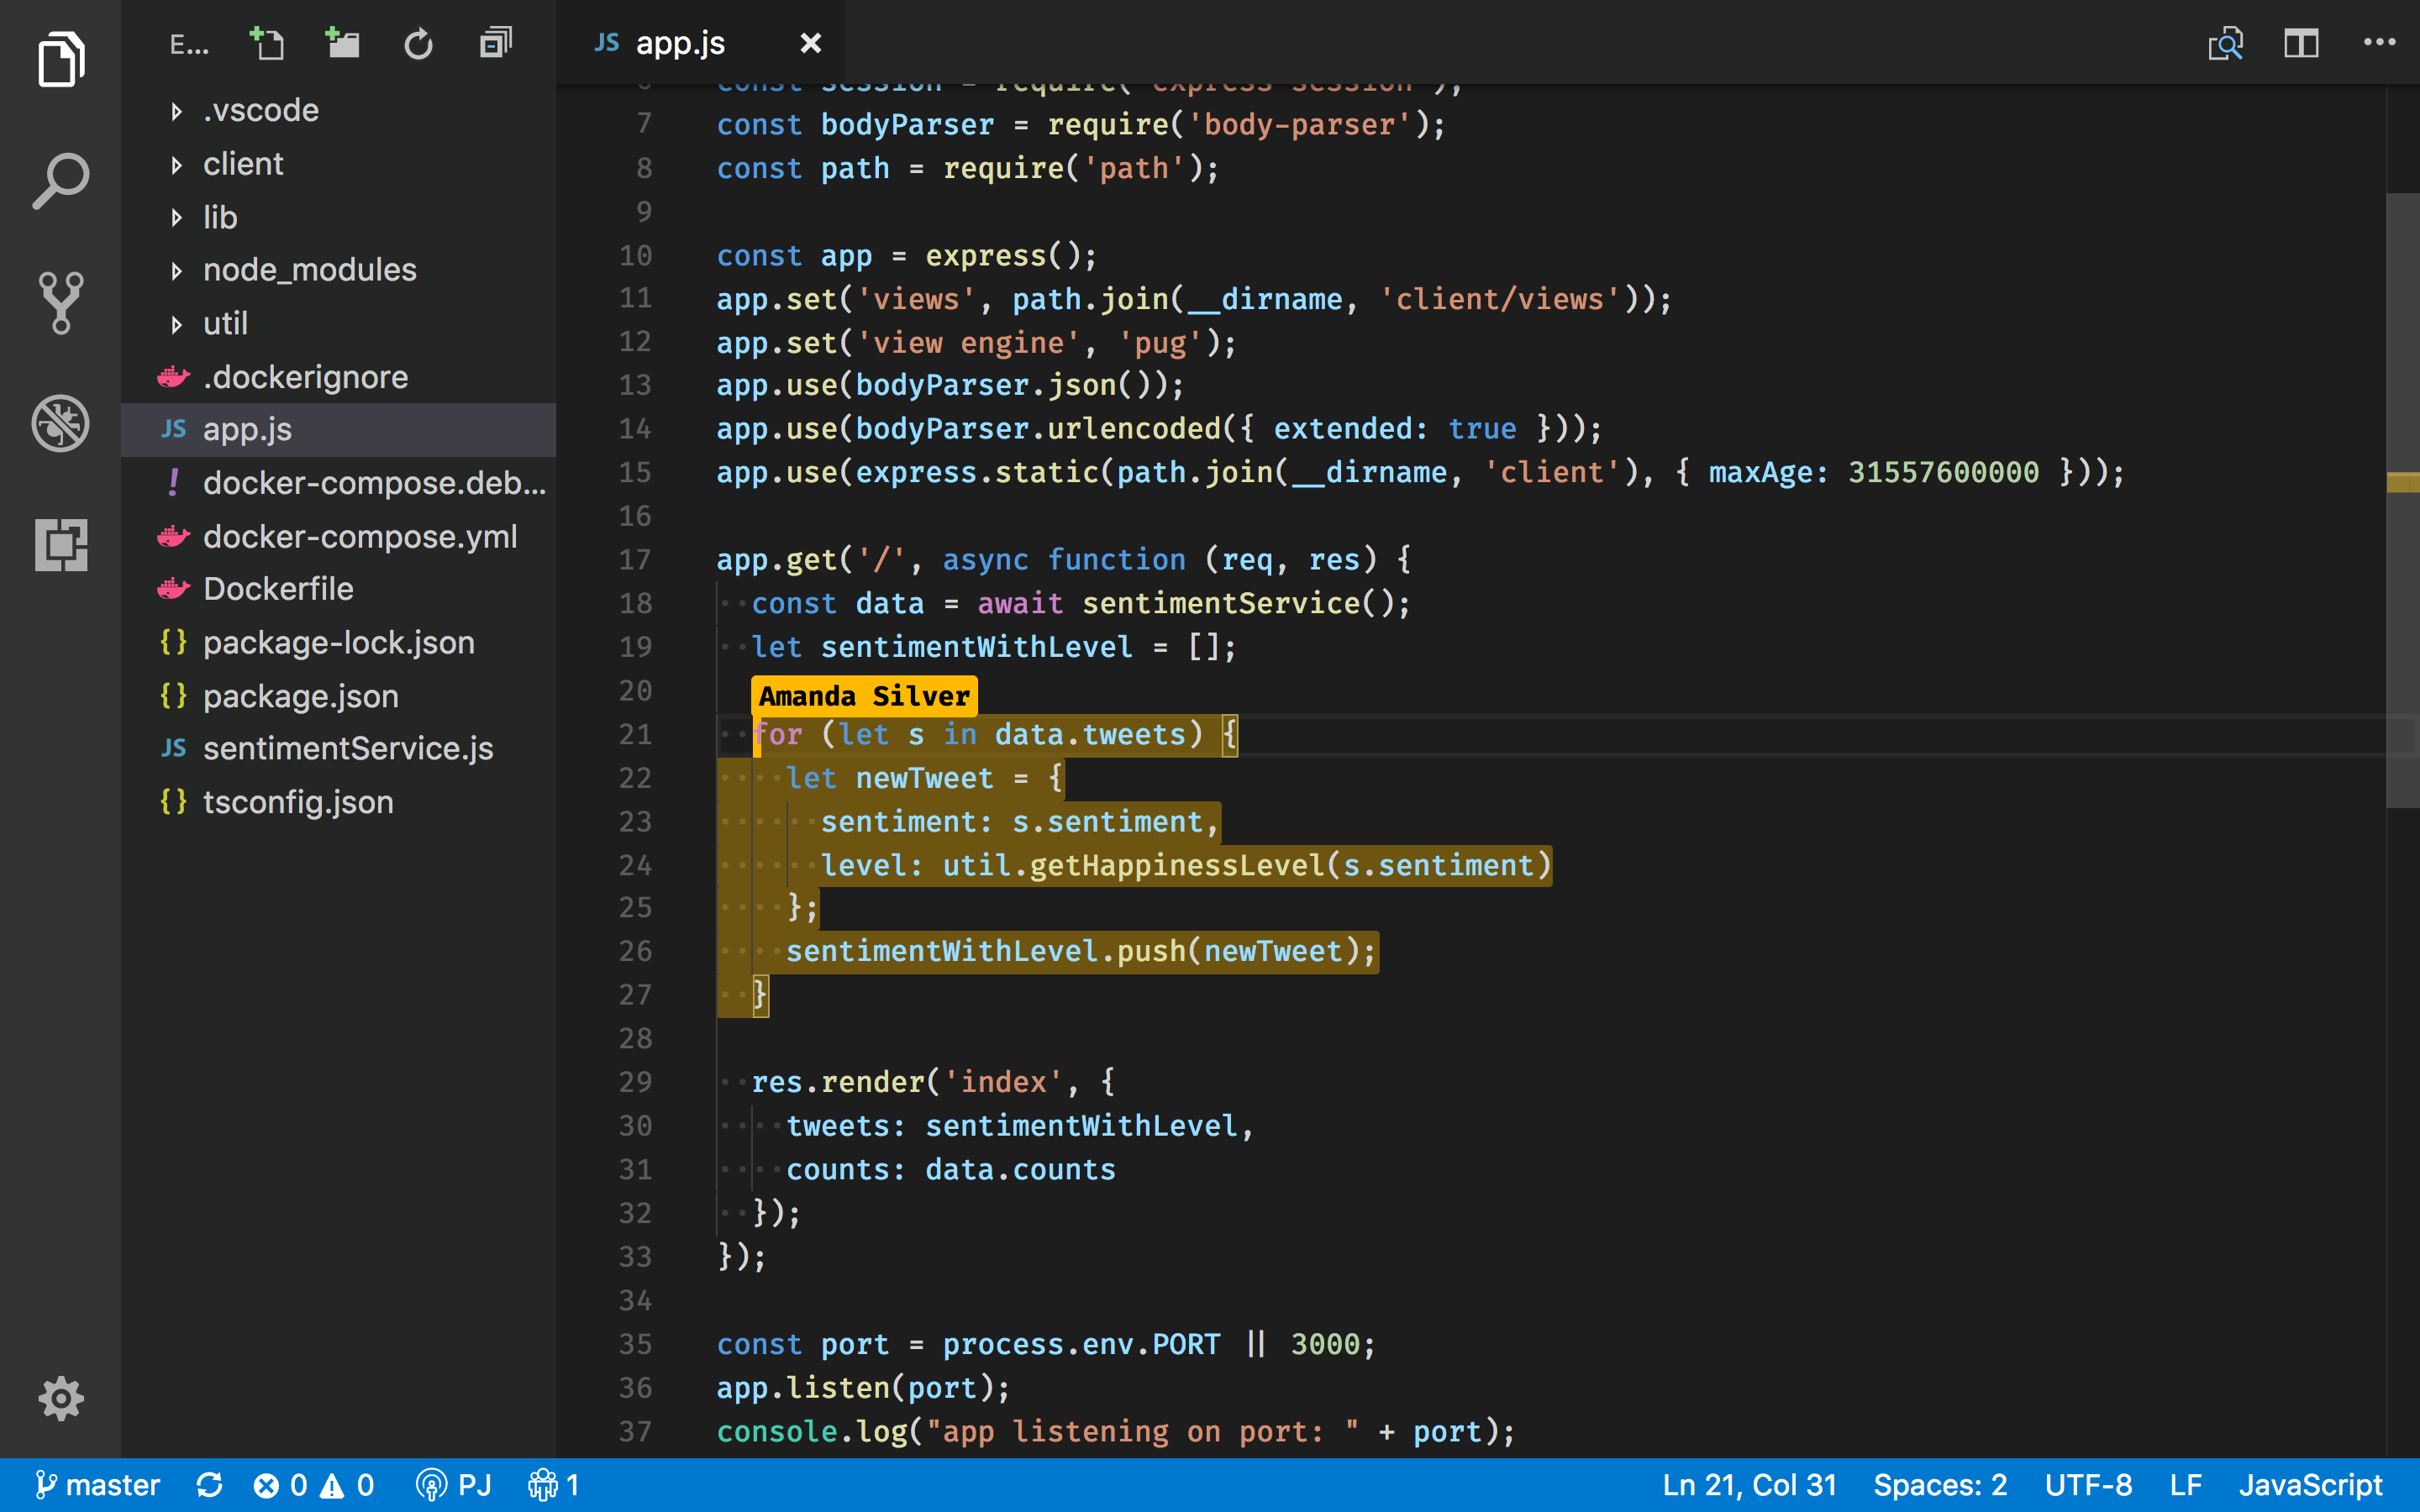 E...
JS app.js
.vscode
client
lib
node_modules
util
.dockerignore
JS app.js
! docker-compose.deb...
docker-compose.yml
Dockerfile
{} package-lock.json
{} package.json
JS sentimentService.js
{} tsconfig.json
6 const session = require('express-session');
7 const bodyParser = require('body-parser');
8 const path = require('path');
9
10 const app = express();
11 app.set('views', path.join(__dirname, 'client/views'));
12 app.set('view engine', 'pug');
13 app.use(bodyParser.json());
14 app.use(bodyParser.urlencoded({ extended: true }));
15 app.use(express.static(path.join(__dirname, 'client'), { maxAge: 31557600000 }));
16
17 app.get('/', async function (req, res) {
18 const data = await sentimentService();
19 let sentimentWithLevel = [];
20 Amanda Silver
21 for (let s in data.tweets) {
22 let newTweet = {
23 sentiment: s.sentiment,
24 level: util.getHappinessLevel(s.sentiment)
25 };
26 sentimentWithLevel.push(newTweet);
27 }
28
29 res.render('index', {
30 tweets: sentimentWithLevel,
31 counts: data.counts
32 });
33 });
34
35 const port = process.env.PORT || 3000;
36 app.listen(port);
37 console.log("app listening on port: " + port);
master 0 0 PJ 1 Ln 21, Col 31 Spaces: 2 UTF-8 LF JavaScript